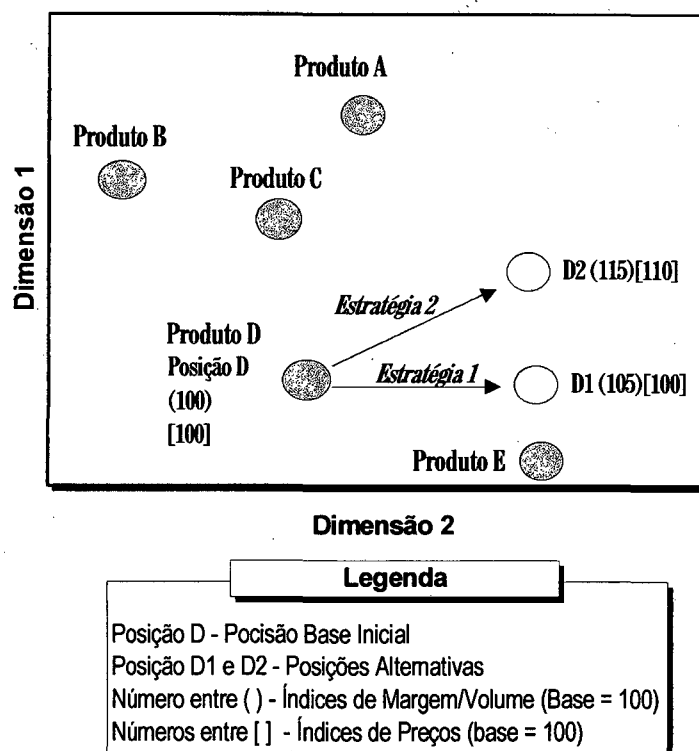 Produto A
Produto B
Produto C
Dimensão 1
D2 (115)[110]
Estratégia 2
Produto D
Posição D
(100)
[100]
Estratégia 1
D1 (105)[100]
Produto E
Dimensão 2
Legenda
Posição D - Pocisão Base Inicial
Posição D1 e D2 - Posições Alternativas
Número entre ( ) - Índices de Margem/Volume (Base = 100)
Números entre [ ] - Índices de Preços (base = 100)